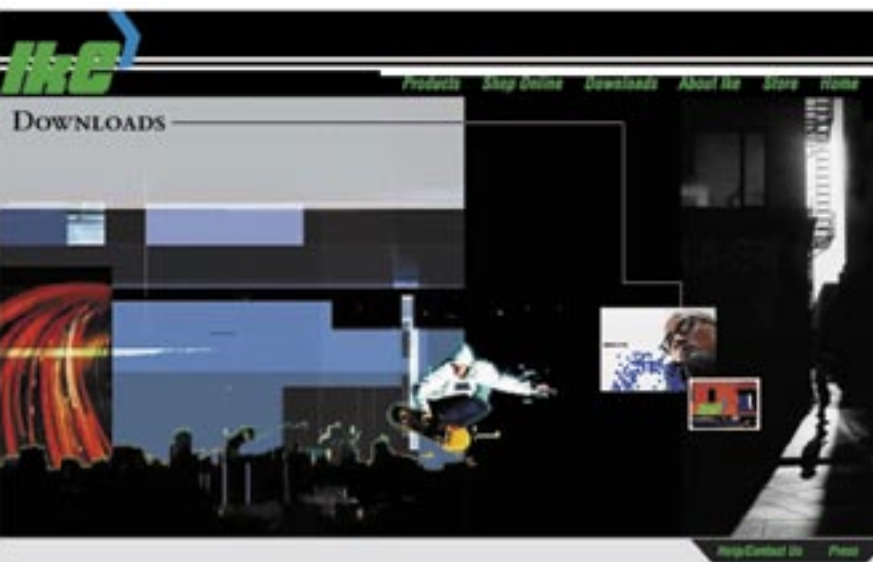 Ike
Products Shop Online Downloads About Ike Store Home
DOWNLOADS
Help/Contact Us Press